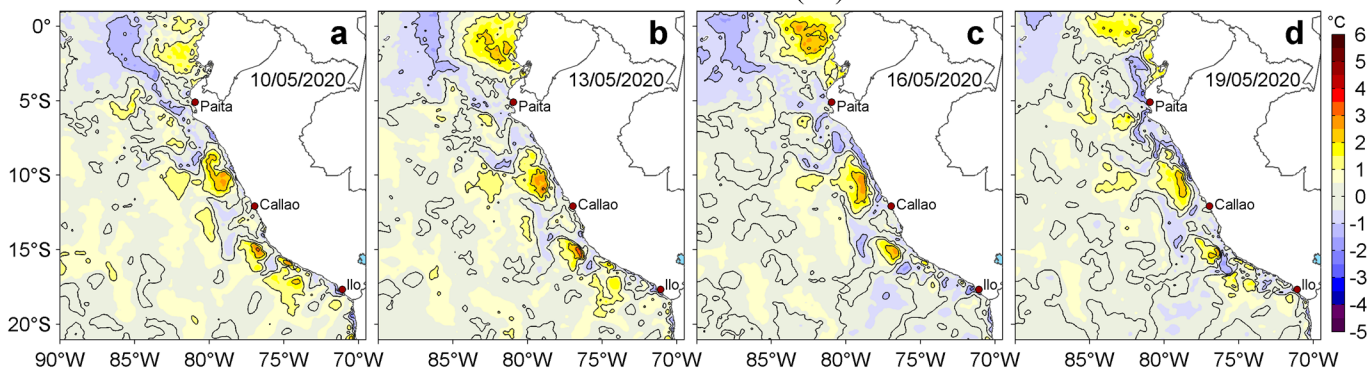 a b c d °C
0° 10/05/2020 13/05/2020 16/05/2020 19/05/2020 6
5°S Paita Paita Paita Paita 5
10°S 4
15°S Callao Callao Callao Callao 3
20°S Ilo Ilo Ilo Ilo 2
1
0
-1
-2
-3
-4
-5
90°W 85°W 80°W 75°W 70°W 85°W 80°W 75°W 70°W 85°W 80°W 75°W 70°W 85°W 80°W 75°W 70°W